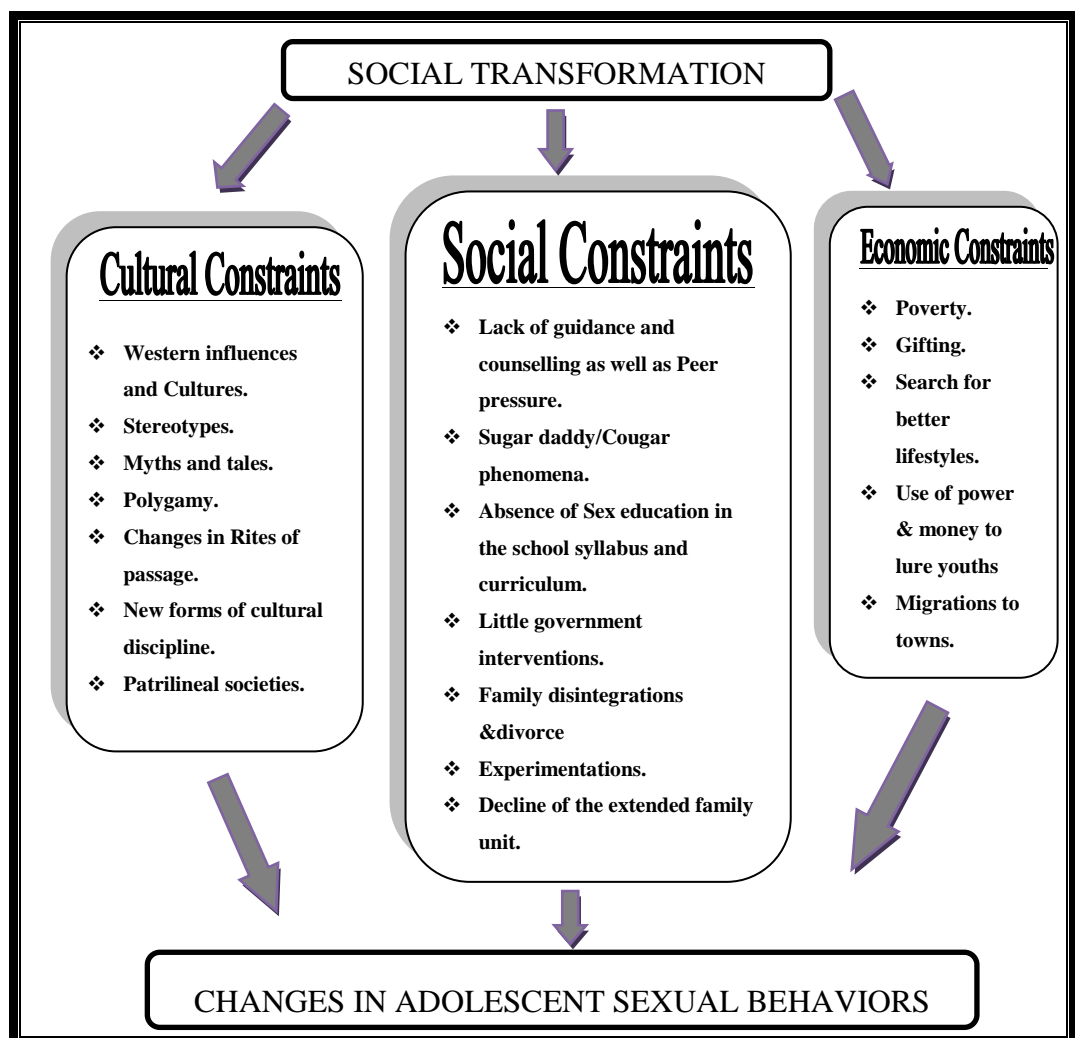 SOCIAL TRANSFORMATION
Cultural Constraints
❖ Western influences
and Cultures.
❖ Stereotypes.
❖ Myths and tales.
❖ Polygamy.
❖ Changes in Rites of
passage.
❖ New forms of cultural
discipline.
❖ Patrilineal societies.
Social Constraints
❖ Lack of guidance and
counselling as well as Peer
pressure.
❖ Sugar daddy/Cougar
phenomena.
❖ Absence of Sex education in
the school syllabus and
curriculum.
❖ Little government
interventions.
❖ Family disintegrations
&divorce
❖ Experimentations.
❖ Decline of the extended family
unit.
Economic Constraints
❖ Poverty.
❖ Gifting.
❖ Search for
better
lifestyles.
❖ Use of power
& money to
lure youths
❖ Migrations to
towns.
CHANGES IN ADOLESCENT SEXUAL BEHAVIORS